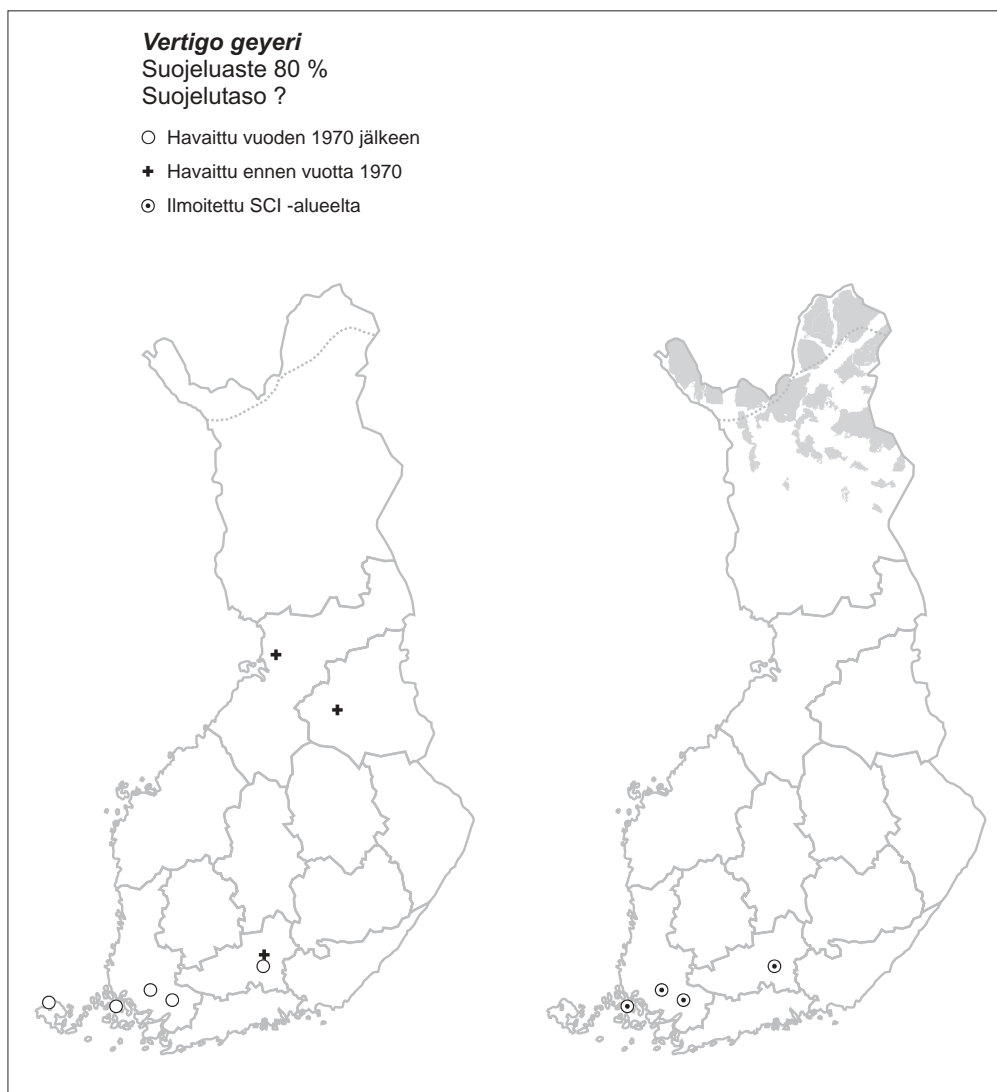 Vertigo geyeri
Suojeluaste 80 %
Suojelutaso ?
Havaittu vuoden 1970 jälkeen
Havaittu ennen vuotta 1970
Ilmoitettu SCI -alueelta